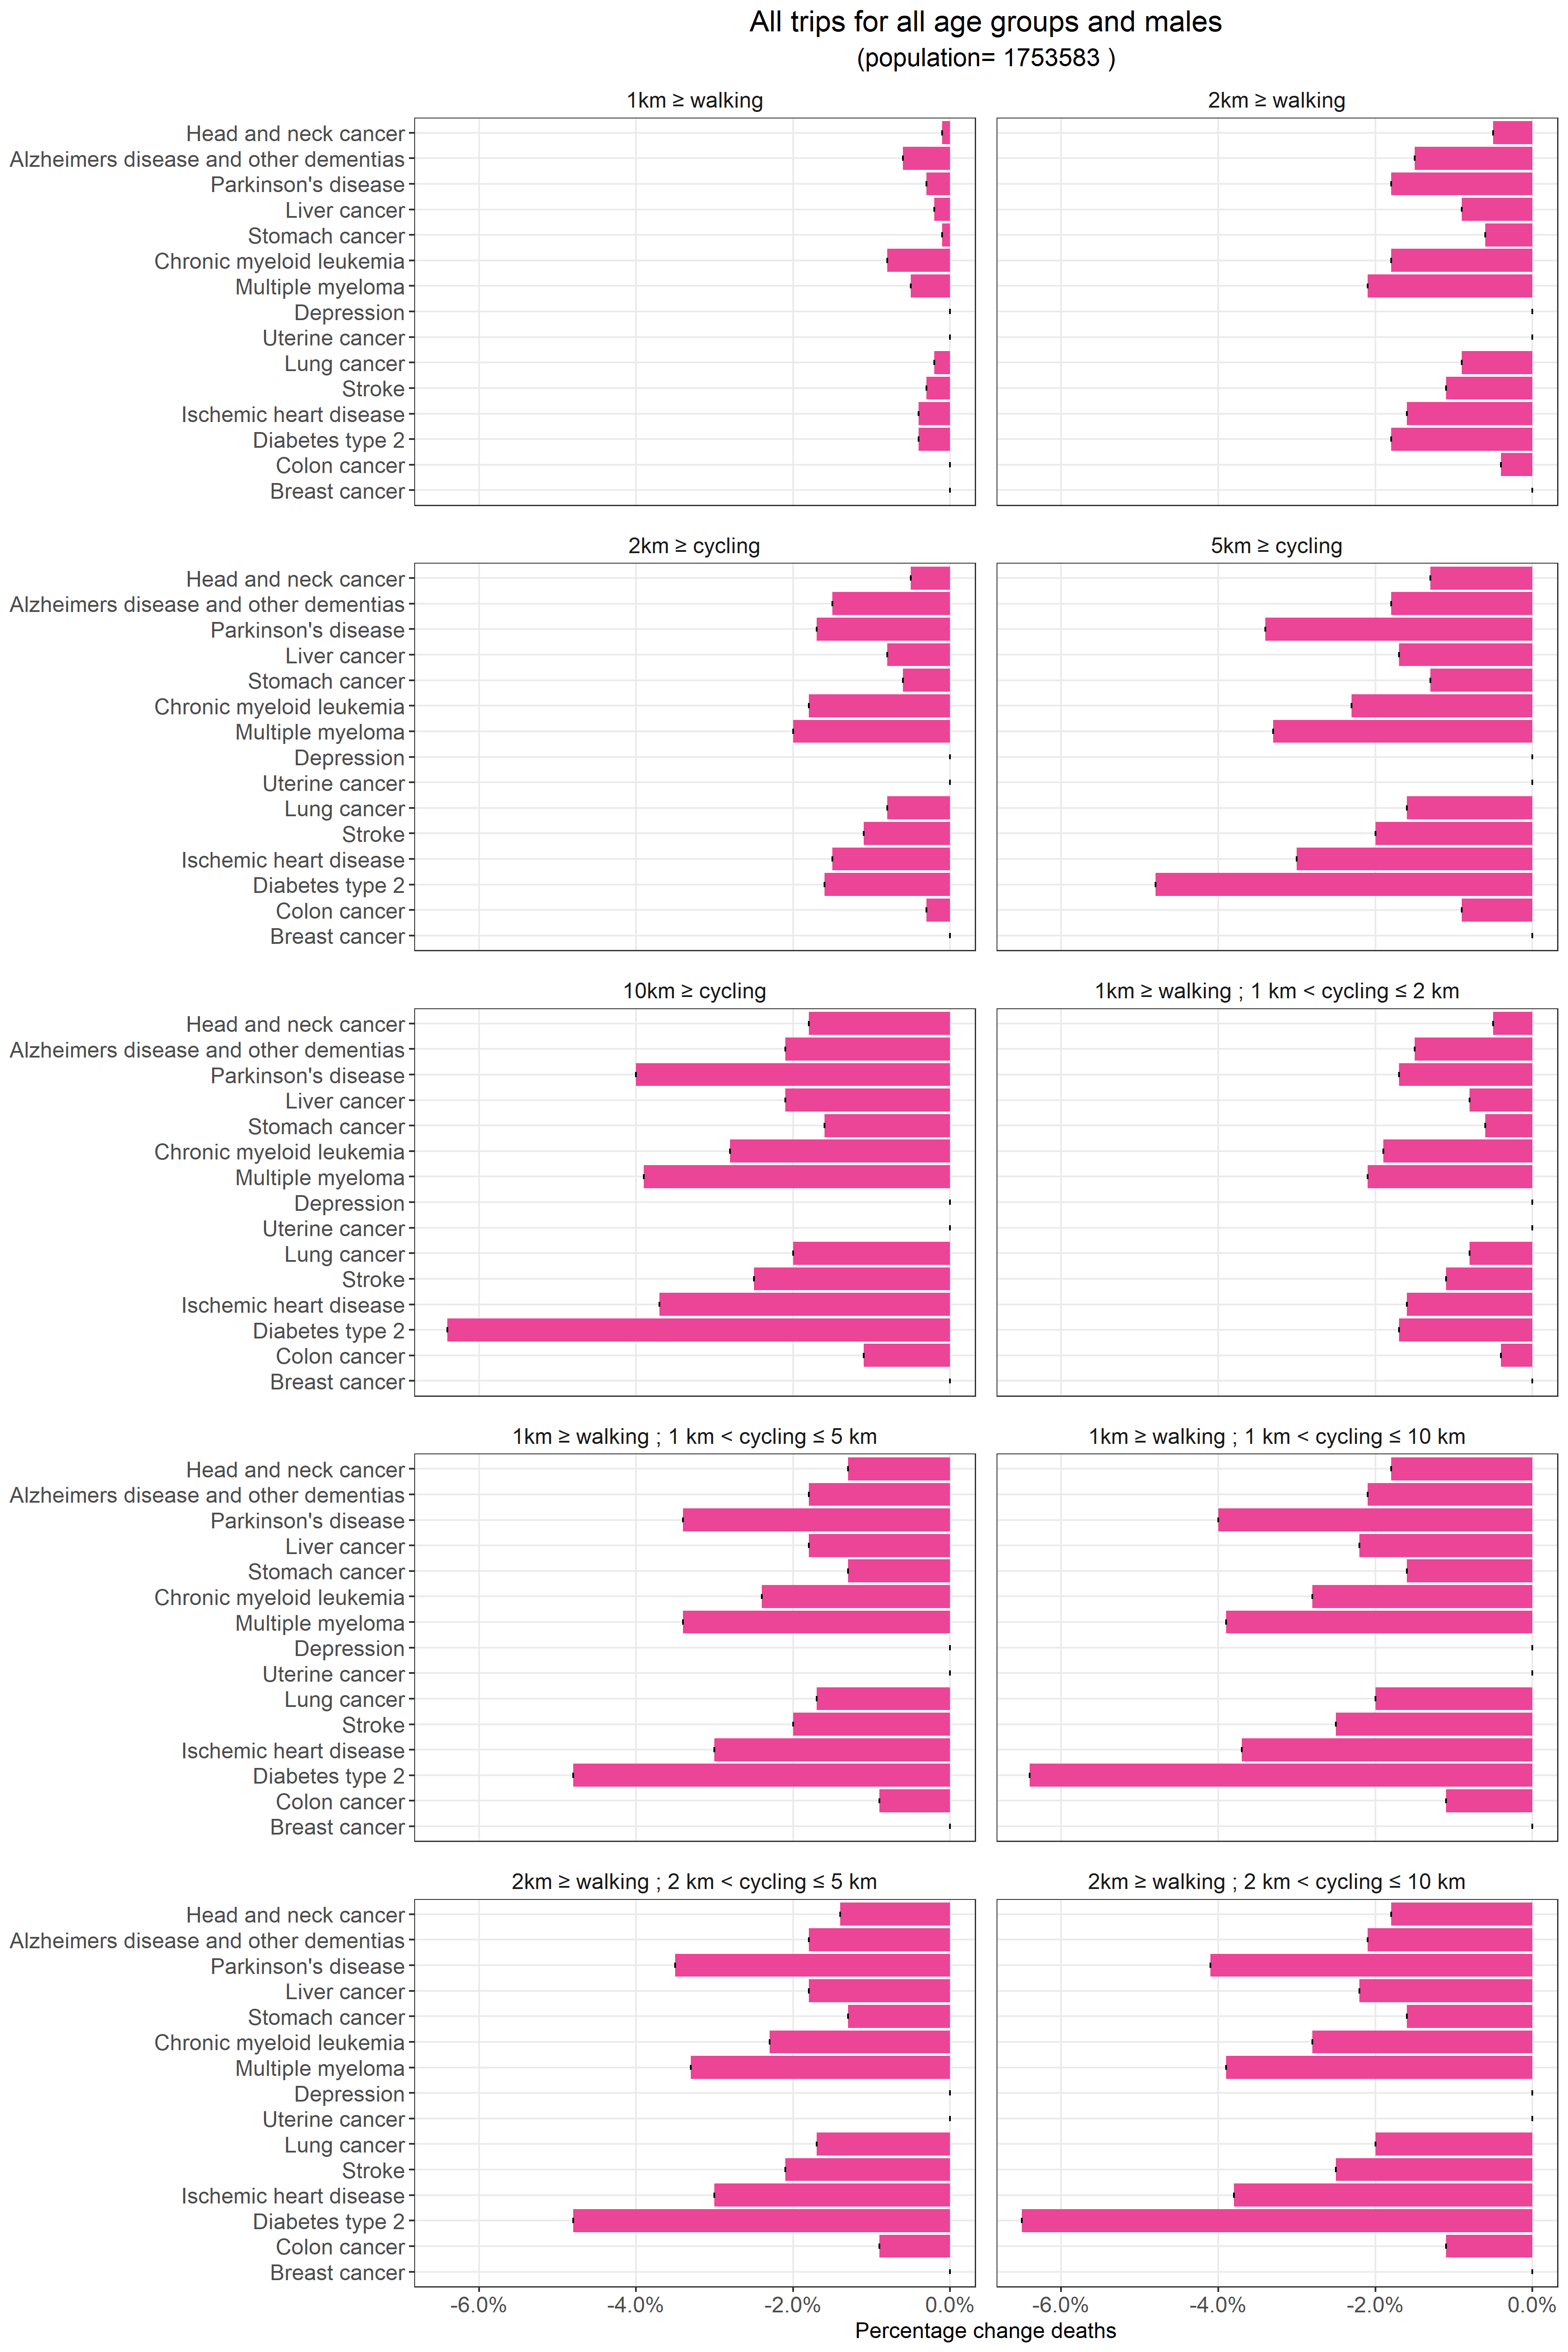 All trips for all age groups and males
(population= 1753583 )
1km ≥ walking
2km ≥ walking
Head and neck cancer
Alzheimers disease and other dementias
Parkinson's disease
Liver cancer
Stomach cancer
Chronic myeloid leukemia
Multiple myeloma
Depression
Uterine cancer
Lung cancer
Stroke
Ischemic heart disease
Diabetes type 2
Colon cancer
Breast cancer
2km ≥ cycling
5km ≥ cycling
Head and neck cancer
Alzheimers disease and other dementias
Parkinson's disease
Liver cancer
Stomach cancer
Chronic myeloid leukemia
Multiple myeloma
Depression
Uterine cancer
Lung cancer
Stroke
Ischemic heart disease
Diabetes type 2
Colon cancer
Breast cancer
10km ≥ cycling
1km ≥ walking ; 1 km < cycling ≤ 2 km
Head and neck cancer
Alzheimers disease and other dementias
Parkinson's disease
Liver cancer
Stomach cancer
Chronic myeloid leukemia
Multiple myeloma
Depression
Uterine cancer
Lung cancer
Stroke
Ischemic heart disease
Diabetes type 2
Colon cancer
Breast cancer
1km ≥ walking ; 1 km < cycling ≤ 5 km
1km ≥ walking ; 1 km < cycling ≤ 10 km
Head and neck cancer
Alzheimers disease and other dementias
Parkinson's disease
Liver cancer
Stomach cancer
Chronic myeloid leukemia
Multiple myeloma
Depression
Uterine cancer
Lung cancer
Stroke
Ischemic heart disease
Diabetes type 2
Colon cancer
Breast cancer
2km ≥ walking ; 2 km < cycling ≤ 5 km
2km ≥ walking ; 2 km < cycling ≤ 10 km
Head and neck cancer
Alzheimers disease and other dementias
Parkinson's disease
Liver cancer
Stomach cancer
Chronic myeloid leukemia
Multiple myeloma
Depression
Uterine cancer
Lung cancer
Stroke
Ischemic heart disease
Diabetes type 2
Colon cancer
Breast cancer
-6.0% -4.0% -2.0% 0.0% -6.0% -4.0% -2.0% 0.0%
Percentage change deaths